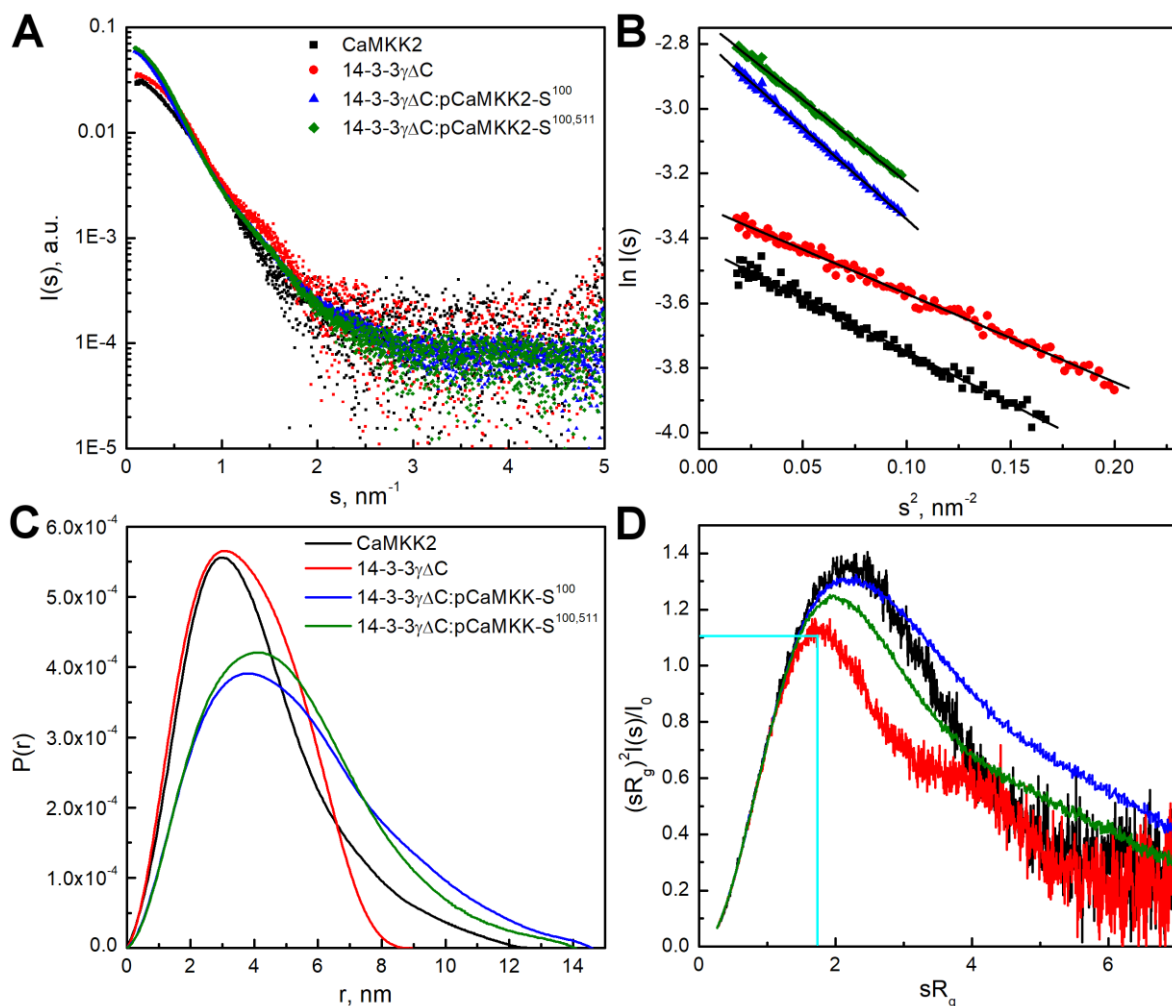 A
0.1
0.01
1E-3
1E-4
1E-5
I(s), a.u.
0
1
2
3
4
5
s, nm⁻¹
CaMKK2
14-3-3γΔC
14-3-3γΔC:pCaMKK2-S¹⁰⁰
14-3-3γΔC:pCaMKK2-S¹⁰⁰,⁵¹¹
B
-2.8
-3.0
-3.2
-3.4
-3.6
-3.8
-4.0
ln I(s)
0.00
0.05
0.10
0.15
0.20
s², nm⁻²
C
6.0x10⁻⁴
5.0x10⁻⁴
4.0x10⁻⁴
3.0x10⁻⁴
2.0x10⁻⁴
1.0x10⁻⁴
0.0
P(r)
0
2
4
6
8
10
12
14
r, nm
CaMKK2
14-3-3γΔC
14-3-3γΔC:pCaMKK-S¹⁰⁰
14-3-3γΔC:pCaMKK-S¹⁰⁰,⁵¹¹
D
1.4
1.2
1.0
0.8
0.6
0.4
0.2
0.0
(sR_g)²I(s)/I₀
0
2
4
6
sR_g